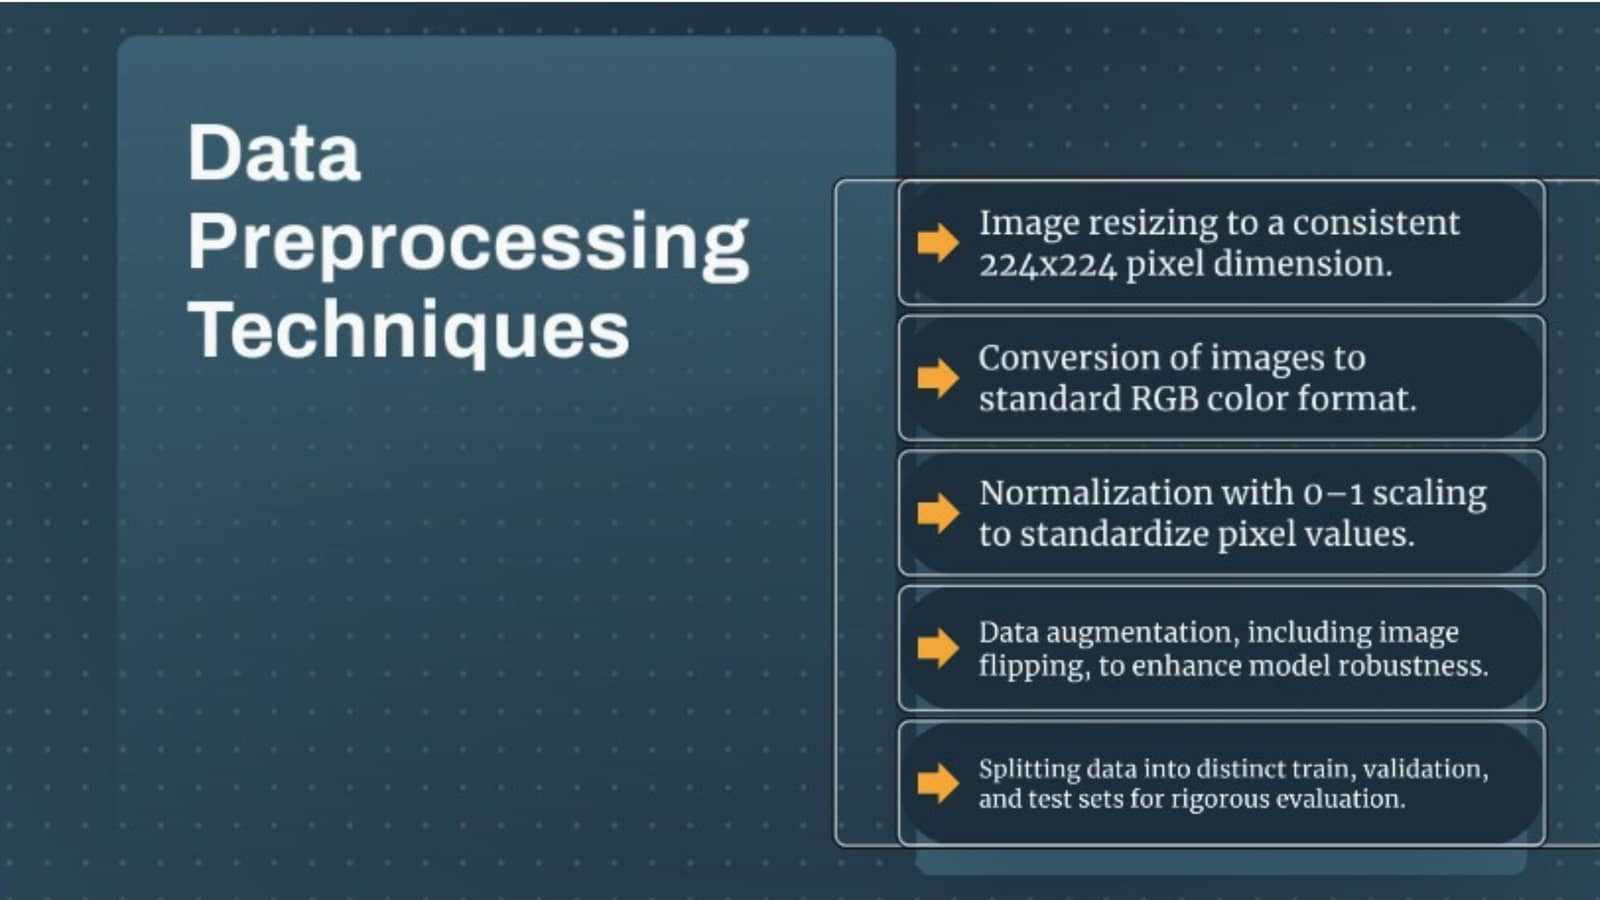 Data
Preprocessing
Techniques
Image resizing to a consistent
224x224 pixel dimension.
Conversion of images to
standard RGB color format.
Normalization with 0–1 scaling
to standardize pixel values.
Data augmentation, including image
flipping, to enhance model robustness.
Splitting data into distinct train, validation,
and test sets for rigorous evaluation.